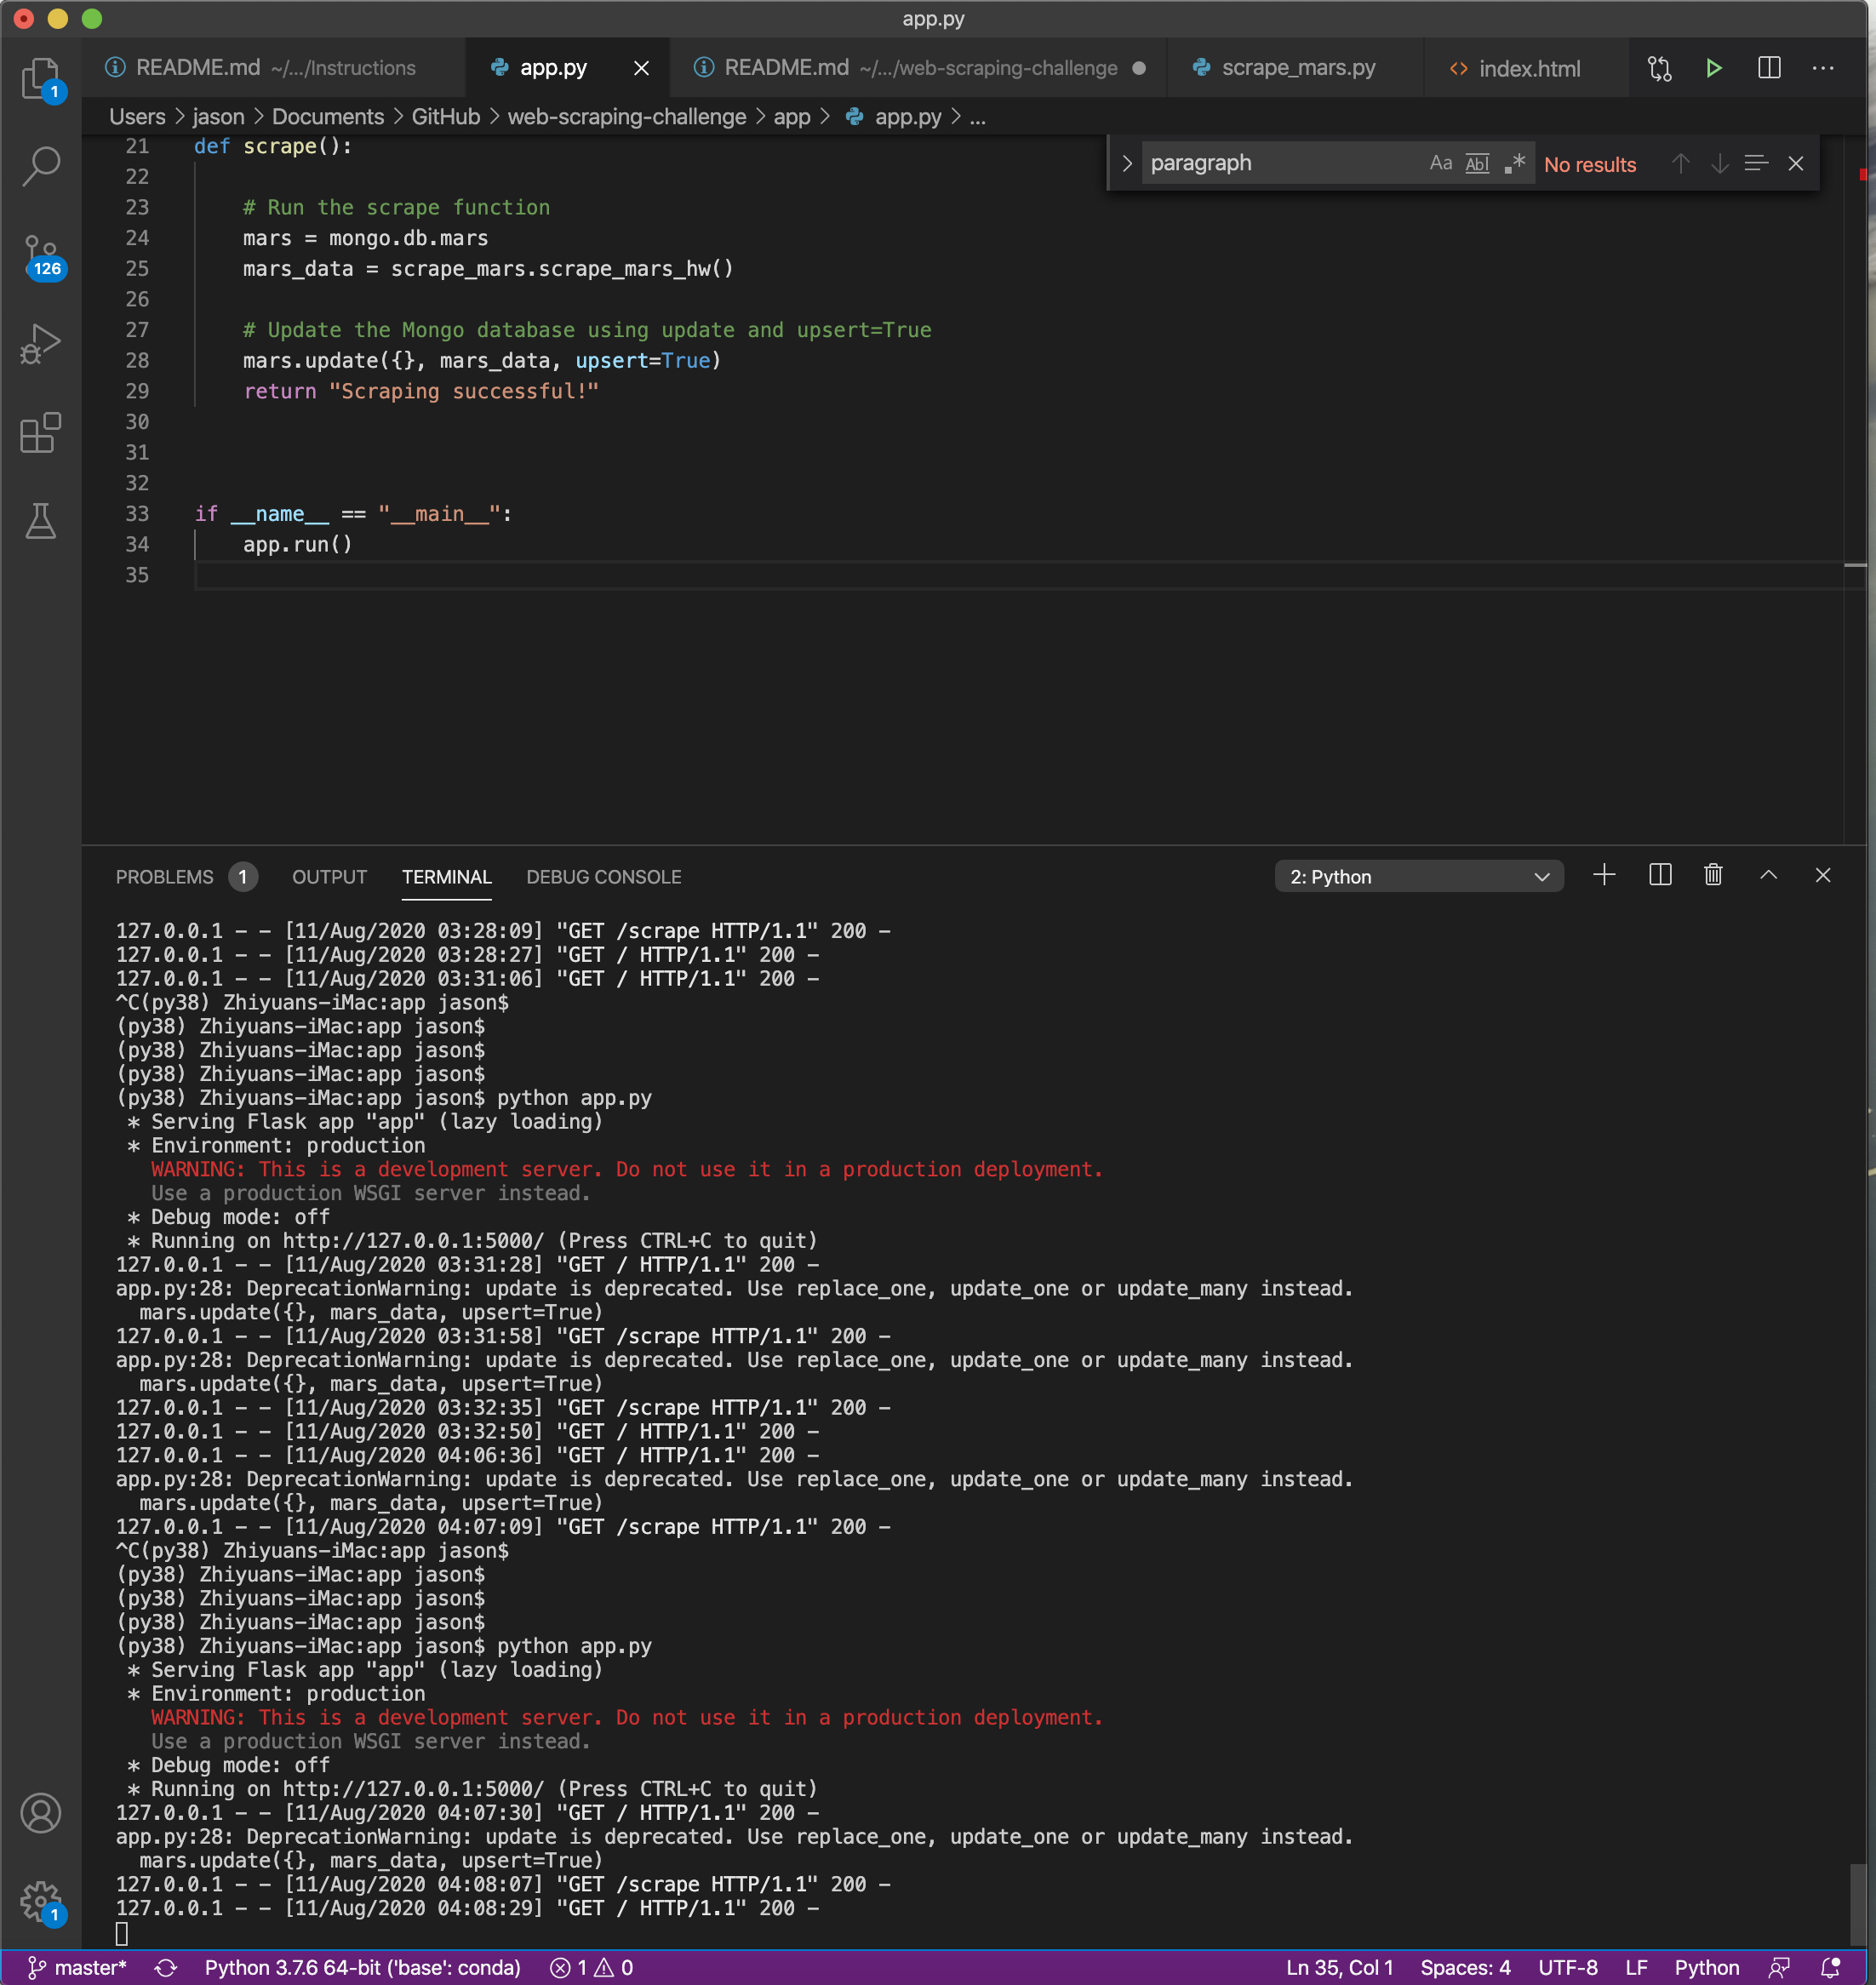 app.py
README.md ~/.../Instructions
app.py
README.md ~/.../web-scraping-challenge
scrape_mars.py
index.html
1
Users > jason > Documents > GitHub > web-scraping-challenge > app > app.py > ...
paragraph
Aa Abl .*
No results
126
21 def scrape():
22
23 # Run the scrape function
24 mars = mongo.db.mars
25 mars_data = scrape_mars.scrape_mars_hw()
26
27 # Update the Mongo database using update and upsert=True
28 mars.update({}, mars_data, upsert=True)
29 return "Scraping successful!"
30
31
32
33 if __name__ == "__main__":
34 app.run()
35
PROBLEMS 1 OUTPUT TERMINAL DEBUG CONSOLE
2: Python
127.0.0.1 - - [11/Aug/2020 03:28:09] "GET /scrape HTTP/1.1" 200 -
127.0.0.1 - - [11/Aug/2020 03:28:27] "GET / HTTP/1.1" 200 -
127.0.0.1 - - [11/Aug/2020 03:31:06] "GET / HTTP/1.1" 200 -
^C(py38) Zhiyuans-iMac:app jason$
(py38) Zhiyuans-iMac:app jason$
(py38) Zhiyuans-iMac:app jason$
(py38) Zhiyuans-iMac:app jason$
(py38) Zhiyuans-iMac:app jason$ python app.py
* Serving Flask app "app" (lazy loading)
* Environment: production
WARNING: This is a development server. Do not use it in a production deployment.
Use a production WSGI server instead.
* Debug mode: off
* Running on http://127.0.0.1:5000/ (Press CTRL+C to quit)
127.0.0.1 - - [11/Aug/2020 03:31:28] "GET / HTTP/1.1" 200 -
app.py:28: DeprecationWarning: update is deprecated. Use replace_one, update_one or update_many instead.
mars.update({}, mars_data, upsert=True)
127.0.0.1 - - [11/Aug/2020 03:31:58] "GET /scrape HTTP/1.1" 200 -
app.py:28: DeprecationWarning: update is deprecated. Use replace_one, update_one or update_many instead.
mars.update({}, mars_data, upsert=True)
127.0.0.1 - - [11/Aug/2020 03:32:35] "GET /scrape HTTP/1.1" 200 -
127.0.0.1 - - [11/Aug/2020 03:32:50] "GET / HTTP/1.1" 200 -
127.0.0.1 - - [11/Aug/2020 04:06:36] "GET / HTTP/1.1" 200 -
app.py:28: DeprecationWarning: update is deprecated. Use replace_one, update_one or update_many instead.
mars.update({}, mars_data, upsert=True)
127.0.0.1 - - [11/Aug/2020 04:07:09] "GET /scrape HTTP/1.1" 200 -
^C(py38) Zhiyuans-iMac:app jason$
(py38) Zhiyuans-iMac:app jason$
(py38) Zhiyuans-iMac:app jason$
(py38) Zhiyuans-iMac:app jason$
(py38) Zhiyuans-iMac:app jason$ python app.py
* Serving Flask app "app" (lazy loading)
* Environment: production
WARNING: This is a development server. Do not use it in a production deployment.
Use a production WSGI server instead.
* Debug mode: off
* Running on http://127.0.0.1:5000/ (Press CTRL+C to quit)
127.0.0.1 - - [11/Aug/2020 04:07:30] "GET / HTTP/1.1" 200 -
app.py:28: DeprecationWarning: update is deprecated. Use replace_one, update_one or update_many instead.
mars.update({}, mars_data, upsert=True)
127.0.0.1 - - [11/Aug/2020 04:08:07] "GET /scrape HTTP/1.1" 200 -
127.0.0.1 - - [11/Aug/2020 04:08:29] "GET / HTTP/1.1" 200 -
1
master* Python 3.7.6 64-bit ('base': conda) 1 0 Ln 35, Col 1 Spaces: 4 UTF-8 LF Python